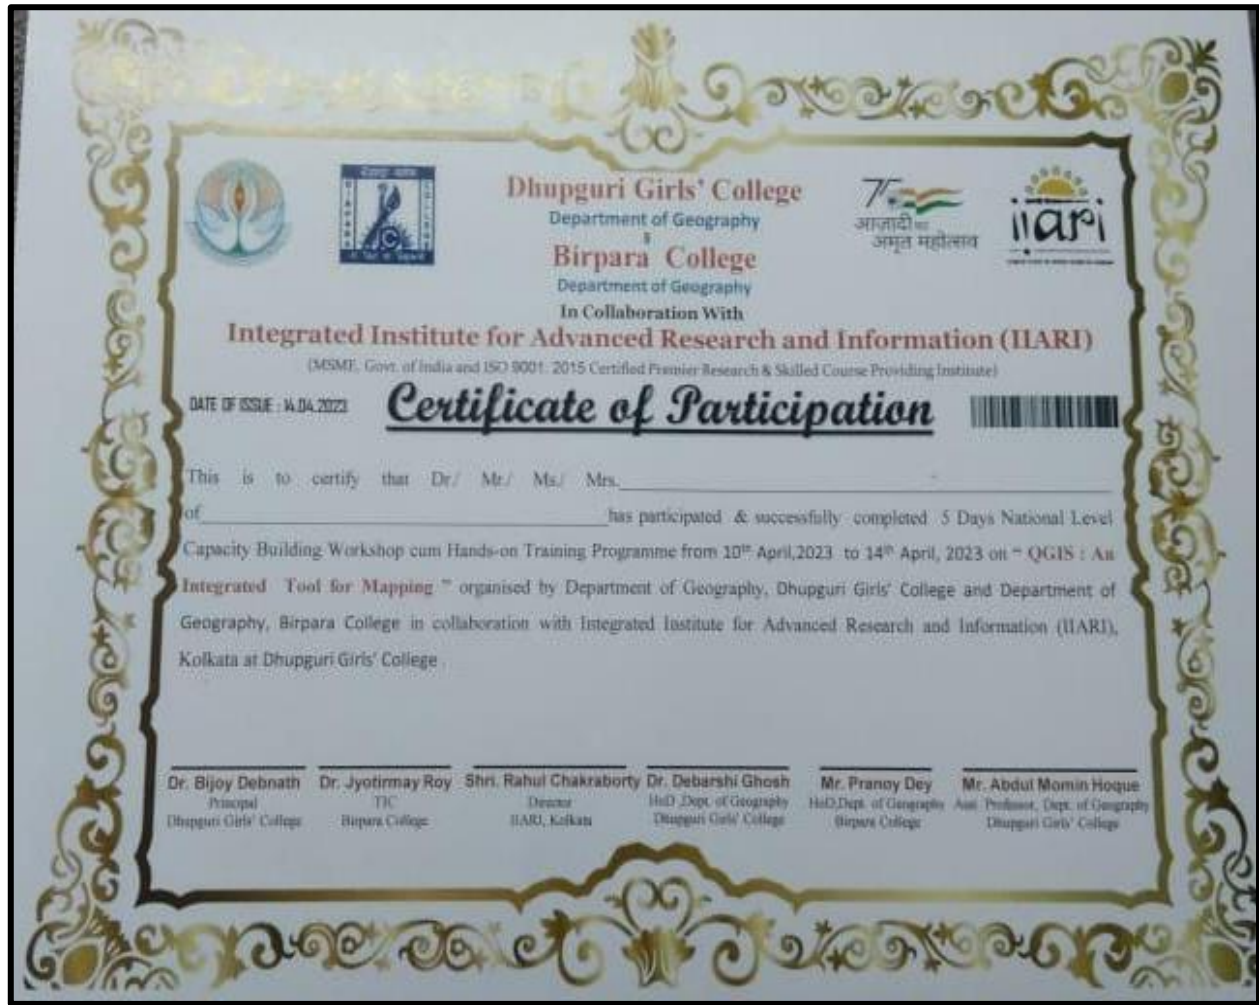 75
आज़ादी का
अमृत महोत्सव
iiari
Dhupguri Girls' College
Department of Geography
&
Birpara College
Department of Geography
In Collaboration With
Integrated Institute for Advanced Research and Information (IIARI)
(MSME, Govt. of India and ISO 9001: 2015 Certified Premier Research & Skilled Course Providing Institute)
DATE OF ISSUE : 14.04.2023 Certificate of Participation
This is to certify that Dr./ Mr./ Ms./ Mrs.
of has participated & successfully completed 5 Days National Level
Capacity Building Workshop cum Hands-on Training Programme from 10th April,2023 to 14th April, 2023 on " QGIS : An
Integrated Tool for Mapping " organised by Department of Geography, Dhupguri Girls' College and Department of
Geography, Birpara College in collaboration with Integrated Institute for Advanced Research and Information (IIARI),
Kolkata at Dhupguri Girls' College .
Dr. Bijoy Debnath
Principal
Dhupguri Girls' College
Dr. Jyotirmay Roy
TIC
Birpara College
Shri. Rahul Chakraborty
Director
IIARI, Kolkata
Dr. Debarshi Ghosh
HoD ,Dept. of Geography
Dhupguri Girls' College
Mr. Pranoy Dey
HoD,Dept. of Geography
Birpara College
Mr. Abdul Momin Hoque
Asst. Professor, Dept. of Geography
Dhupguri Girls' College